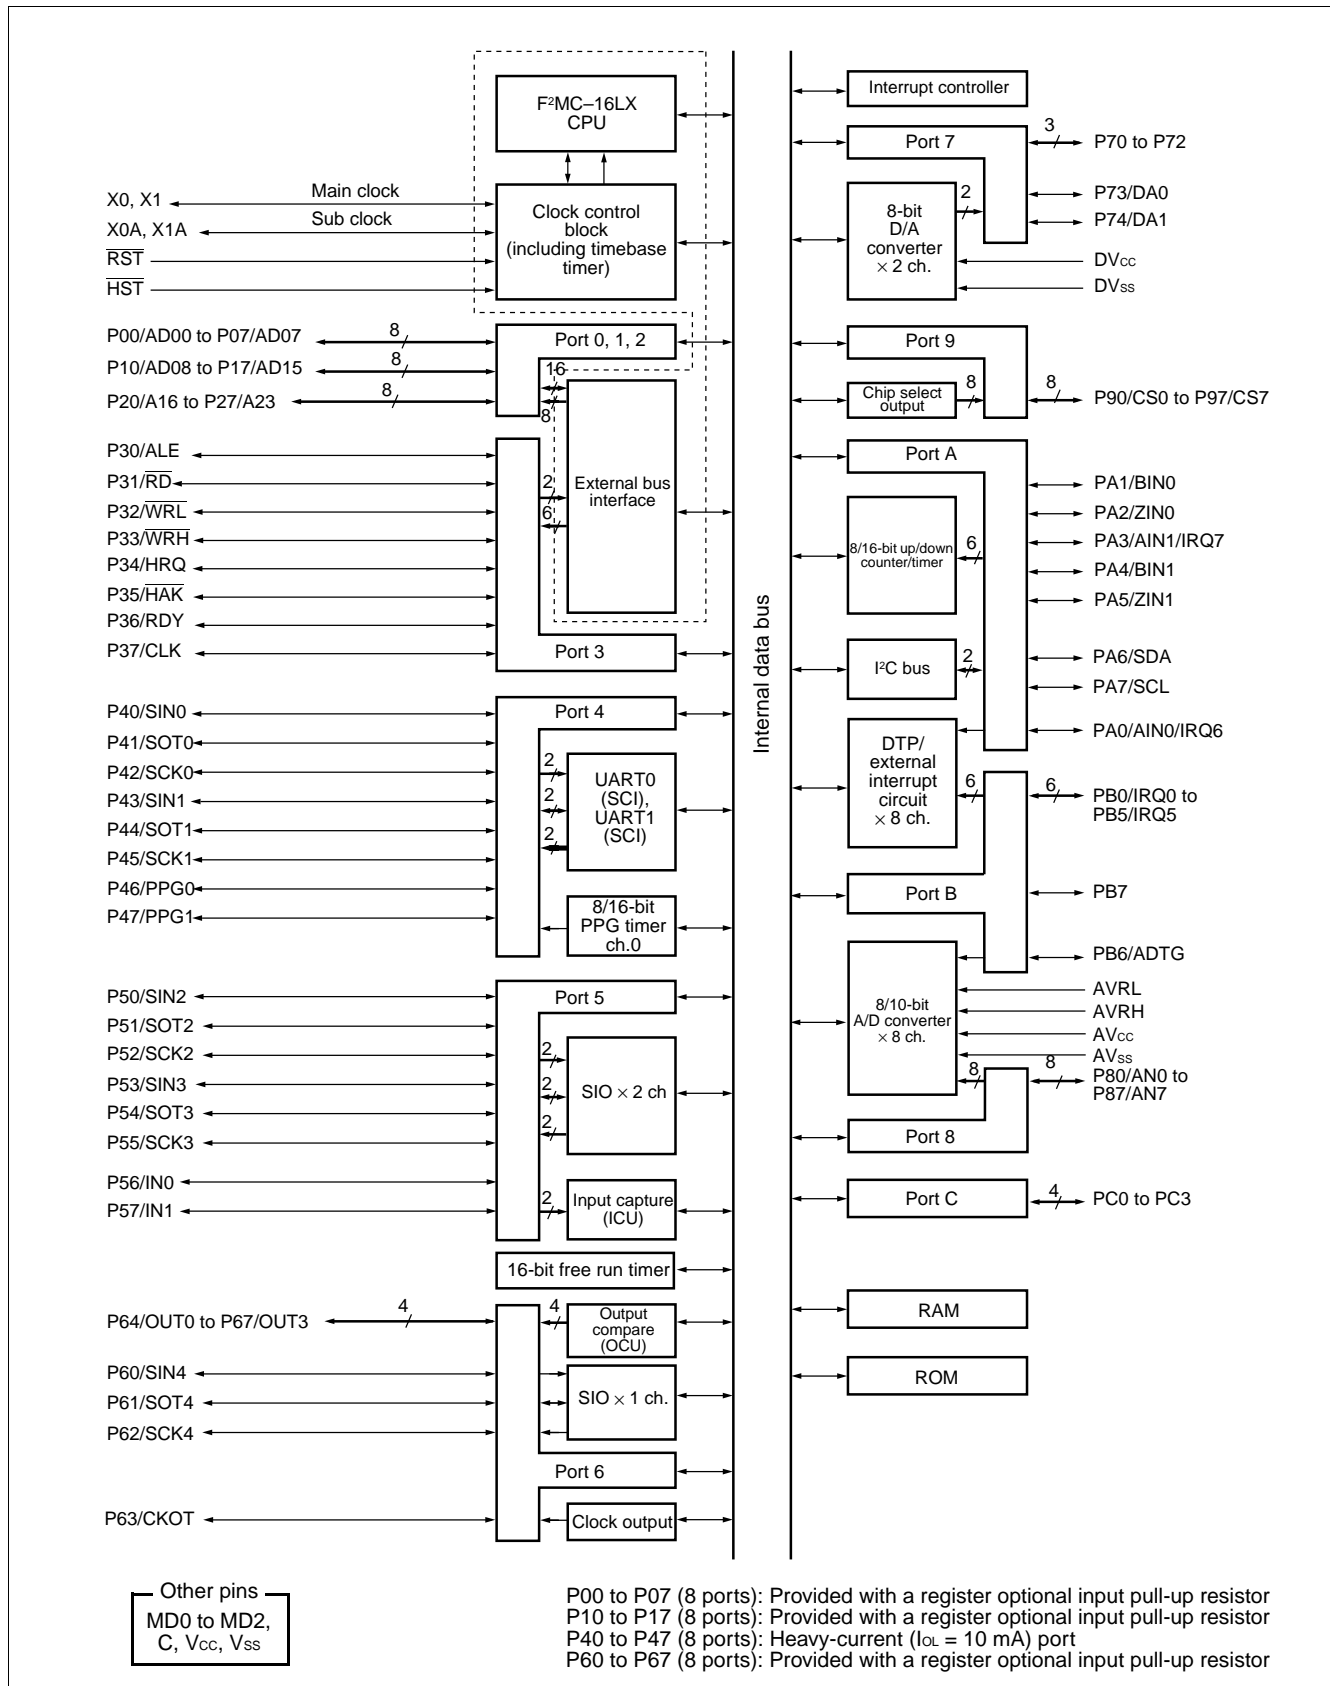 F²MC–16LX
CPU
Main clock
X0, X1
Sub clock
X0A, X1A
RST
HST
Clock control
block
(including timebase
timer)
P00/AD00 to P07/AD07
8
P10/AD08 to P17/AD15
8
P20/A16 to P27/A23
8
Port 0, 1, 2
16
8
P30/ALE
P31/RD
P32/WRL
P33/WRH
P34/HRQ
P35/HAK
P36/RDY
P37/CLK
2
6
External bus
interface
Port 3
P40/SIN0
P41/SOT0
P42/SCK0
P43/SIN1
P44/SOT1
P45/SCK1
P46/PPG0
P47/PPG1
Port 4
2
2
2
UART0
(SCI),
UART1
(SCI)
8/16-bit
PPG timer
ch.0
P50/SIN2
P51/SOT2
P52/SCK2
P53/SIN3
P54/SOT3
P55/SCK3
P56/IN0
P57/IN1
Port 5
2
2
2
SIO × 2 ch
2
Input capture
(ICU)
16-bit free run timer
P64/OUT0 to P67/OUT3
4
4
Output
compare
(OCU)
P60/SIN4
P61/SOT4
P62/SCK4
SIO × 1 ch.
Port 6
P63/CKOT
Clock output
Internal data bus
Interrupt controller
Port 7
3
P70 to P72
8-bit
D/A
converter
× 2 ch.
2
P73/DA0
P74/DA1
DVCC
DVSS
Port 9
Chip select
output
8
8
P90/CS0 to P97/CS7
Port A
PA1/BIN0
PA2/ZIN0
PA3/AIN1/IRQ7
PA4/BIN1
PA5/ZIN1
8/16-bit up/down
counter/timer
6
I²C bus
2
PA6/SDA
PA7/SCL
PA0/AIN0/IRQ6
DTP/
external
interrupt
circuit
× 8 ch.
6
6
PB0/IRQ0 to
PB5/IRQ5
Port B
PB7
PB6/ADTG
8/10-bit
A/D converter
× 8 ch.
AVRL
AVRH
AVCC
AVSS
8
8
P80/AN0 to
P87/AN7
Port 8
Port C
4
PC0 to PC3
RAM
ROM
Other pins
MD0 to MD2,
C, VCC, VSS
P00 to P07 (8 ports): Provided with a register optional input pull-up resistor
P10 to P17 (8 ports): Provided with a register optional input pull-up resistor
P40 to P47 (8 ports): Heavy-current (IOL = 10 mA) port
P60 to P67 (8 ports): Provided with a register optional input pull-up resistor